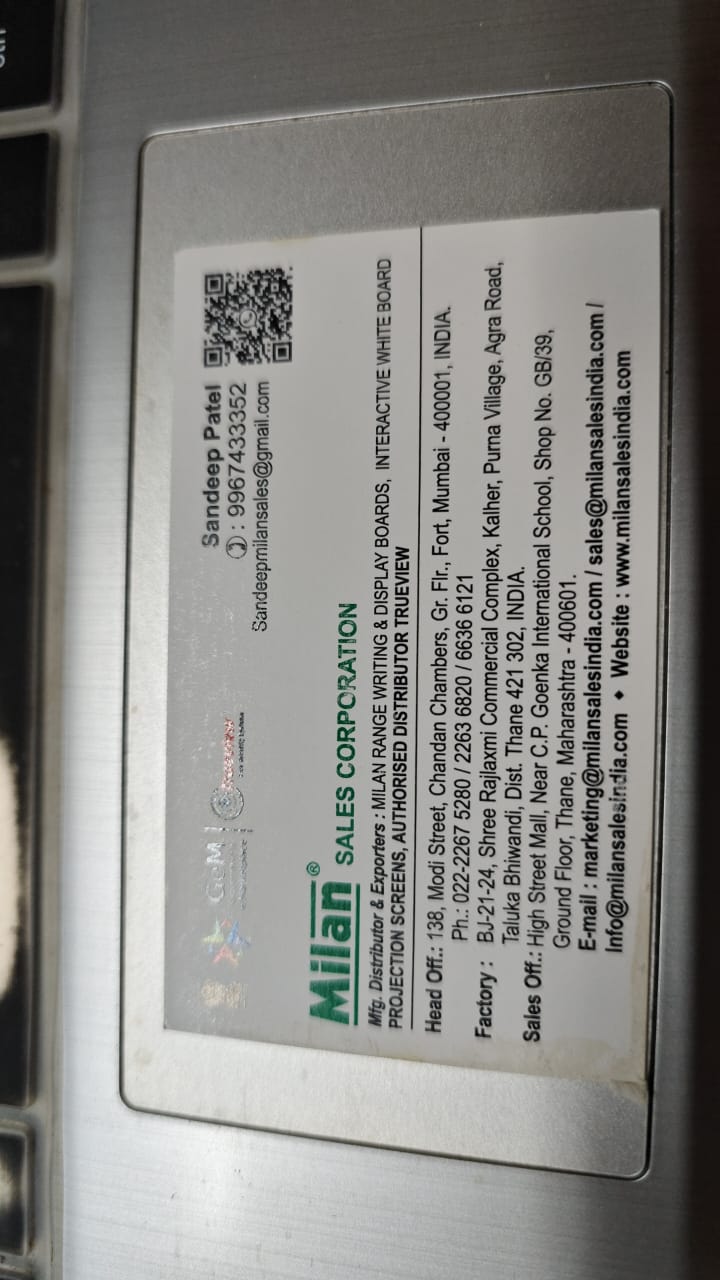 GeM
Sandeep Patel
: 9967433352
Sandeepmilansales@gmail.com
Milan® SALES CORPORATION
Mfg. Distributor & Exporters : MILAN RANGE WRITING & DISPLAY BOARDS, INTERACTIVE WHITE BOARD
PROJECTION SCREENS, AUTHORISED DISTRIBUTOR TRUEVIEW
Head Off.: 138, Modi Street, Chandan Chambers, Gr. Flr., Fort, Mumbai - 400001, INDIA.
Ph.: 022-2267 5280 / 2263 6820 / 6636 6121
Factory : BJ-21-24, Shree Rajlaxmi Commercial Complex, Kalher, Purna Village, Agra Road,
Taluka Bhiwandi, Dist. Thane 421 302, INDIA.
Sales Off.: High Street Mall, Near C.P. Goenka International School, Shop No. GB/39,
Ground Floor, Thane, Maharashtra - 400601.
E-mail : marketing@milansalesindia.com / sales@milansalesindia.com /
Info@milansalesindia.com ♦ Website : www.milansalesindia.com